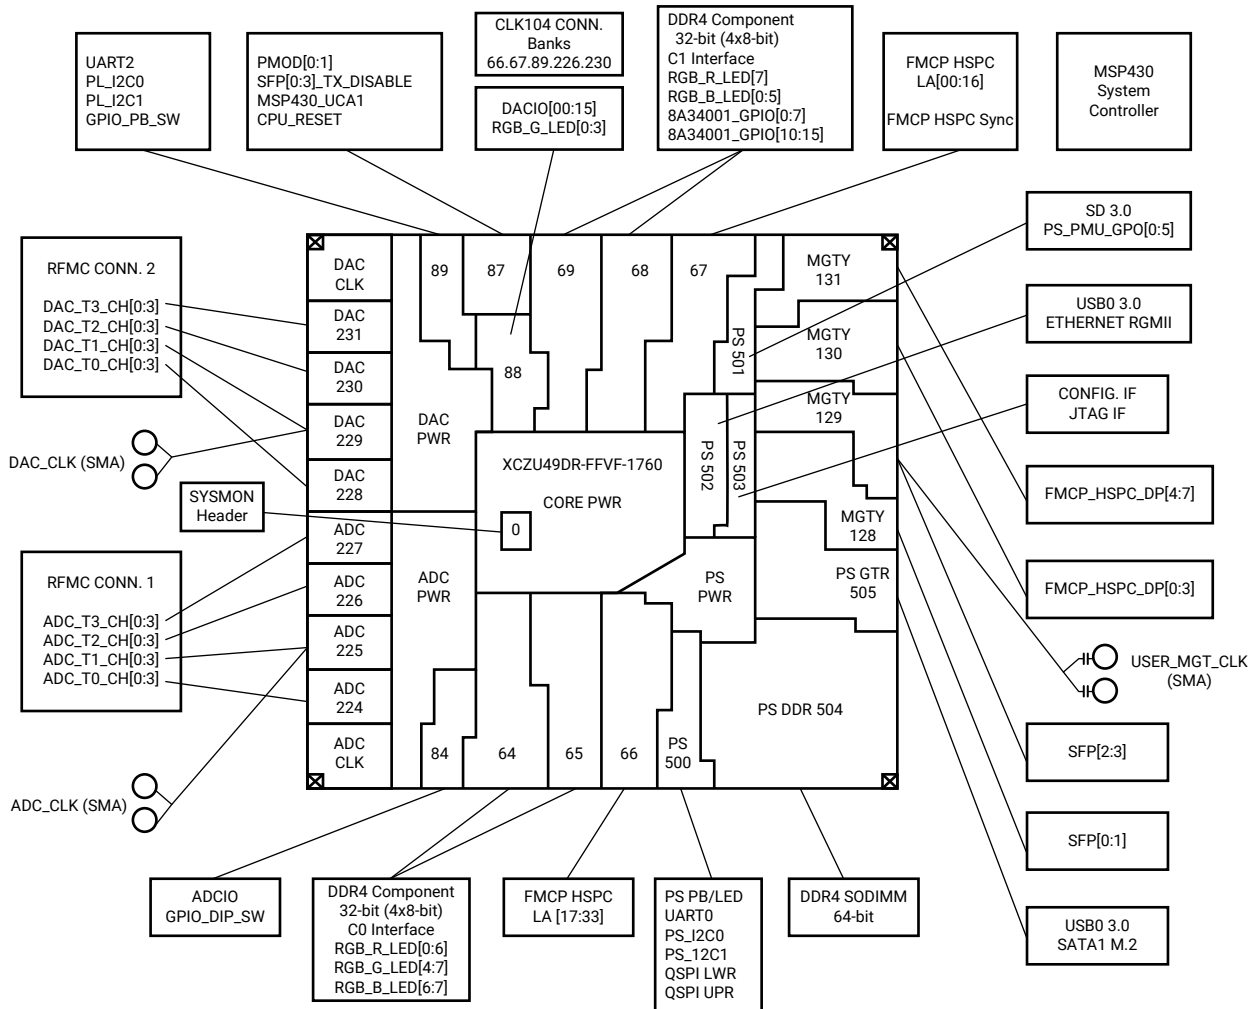 UART2
PL_I2C0
PL_I2C1
GPIO_PB_SW
PMOD[0:1]
SFP[0:3]_TX_DISABLE
MSP430_UCA1
CPU_RESET
CLK104 CONN.
Banks
66.67.89.226.230
DACIO[00:15]
RGB_G_LED[0:3]
DDR4 Component
32-bit (4x8-bit)
C1 Interface
RGB_R_LED[7]
RGB_B_LED[0:5]
8A34001_GPIO[0:7]
8A34001_GPIO[10:15]
FMCP HSPC
LA[00:16]
FMCP HSPC Sync
MSP430
System
Controller
RFMC CONN. 2
DAC_T3_CH[0:3]
DAC_T2_CH[0:3]
DAC_T1_CH[0:3]
DAC_T0_CH[0:3]
DAC_CLK (SMA)
SYSMON
Header
RFMC CONN. 1
ADC_T3_CH[0:3]
ADC_T2_CH[0:3]
ADC_T1_CH[0:3]
ADC_T0_CH[0:3]
ADC_CLK (SMA)
DAC
CLK
DAC
231
DAC
230
DAC
229
DAC
228
ADC
227
ADC
226
ADC
225
ADC
224
ADC
CLK
89
87
69
68
67
88
DAC
PWR
ADC
PWR
XCZU49DR-FFVF-1760
CORE PWR
0
PS 501
PS 502
PS 503
PS
PWR
MGTY
131
MGTY
130
MGTY
129
MGTY
128
PS GTR
505
PS DDR 504
84
64
65
66
PS
500
SD 3.0
PS_PMU_GPO[0:5]
USB0 3.0
ETHERNET RGMII
CONFIG. IF
JTAG IF
FMCP_HSPC_DP[4:7]
FMCP_HSPC_DP[0:3]
USER_MGT_CLK
(SMA)
SFP[2:3]
SFP[0:1]
USB0 3.0
SATA1 M.2
ADCIO
GPIO_DIP_SW
DDR4 Component
32-bit (4x8-bit)
C0 Interface
RGB_R_LED[0:6]
RGB_G_LED[4:7]
RGB_B_LED[6:7]
FMCP HSPC
LA [17:33]
PS PB/LED
UART0
PS_I2C0
PS_12C1
QSPI LWR
QSPI UPR
DDR4 SODIMM
64-bit